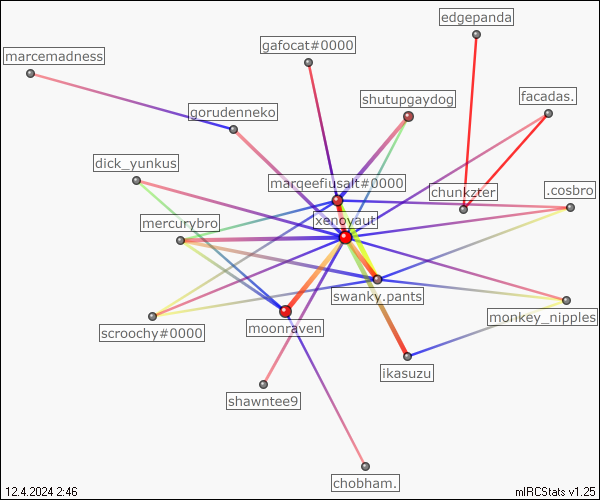 edgepanda
gafocat#0000
marcemadness
shutupgaydog
facadas.
gorudenneko
dick_yunkus
marqeefiusalt#0000
chunkzter
.cosbro
mercurybro
xenoyaut
swanky.pants
monkey_nipples
scroochy#0000
moonraven
ikasuzu
shawntee9
chobham.
12.4.2024 2:46
mIRCStats v1.25